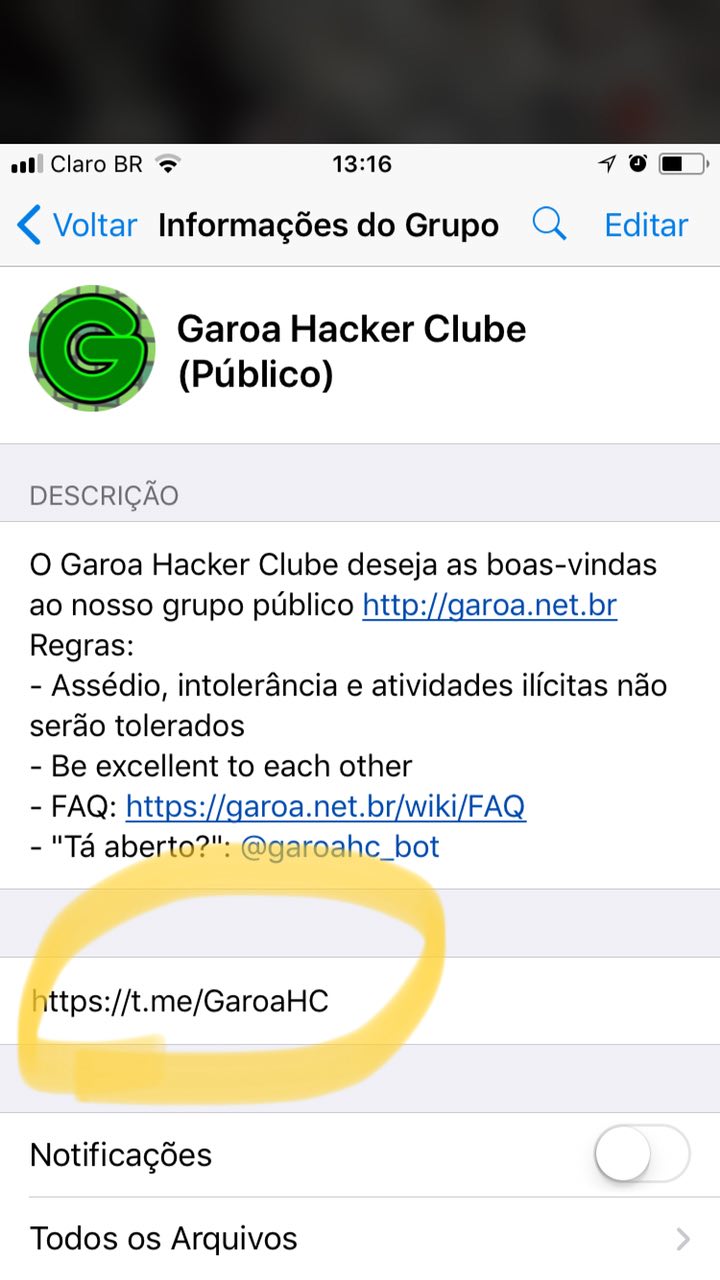 Claro BR 13:16
Voltar Informações do Grupo Editar
G Garoa Hacker Clube
(Público)
DESCRIÇÃO
O Garoa Hacker Clube deseja as boas-vindas
ao nosso grupo público http://garoa.net.br
Regras:
- Assédio, intolerância e atividades ilícitas não
serão tolerados
- Be excellent to each other
- FAQ: https://garoa.net.br/wiki/FAQ
- "Tá aberto?": @garoahc_bot
https://t.me/GaroaHC
Notificações
Todos os Arquivos